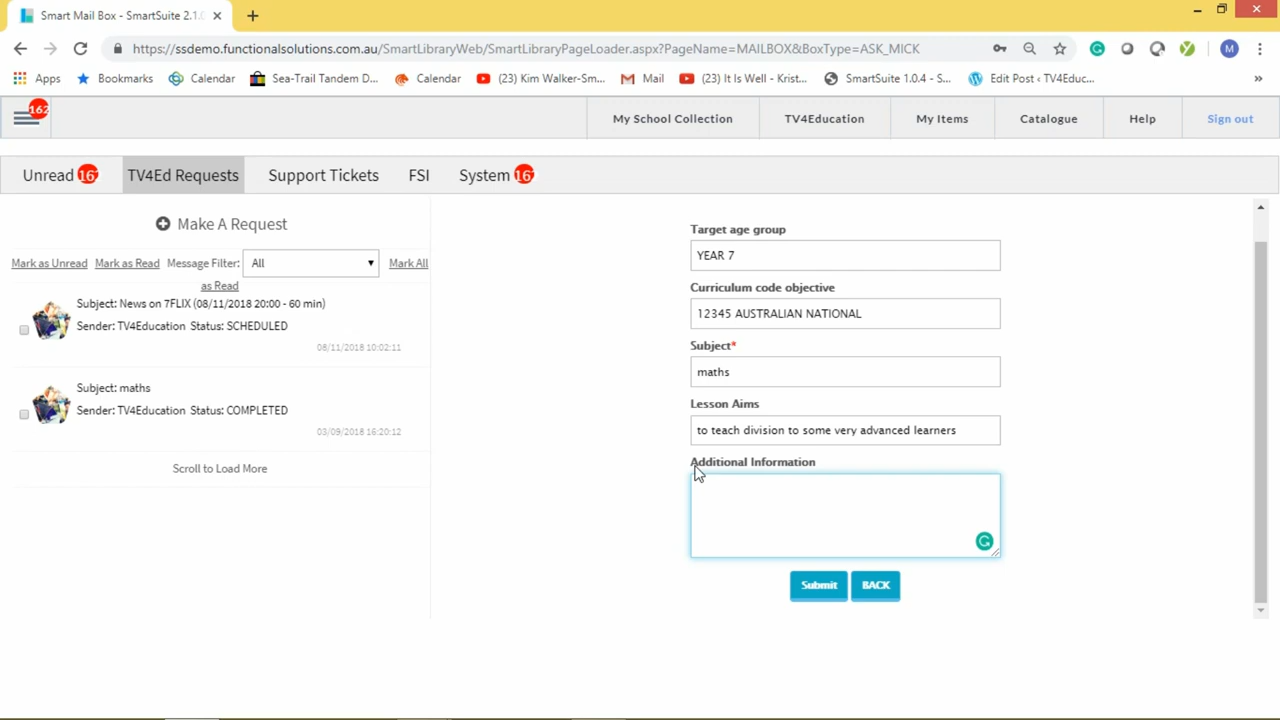 Smart Mail Box - SmartSuite 2.1.0
https://ssdemo.functionalsolutions.com.au/SmartLibraryWeb/SmartLibraryPageLoader.aspx?PageName=MAILBOX&BoxType=ASK_MICK
M
Apps Bookmarks Calendar Sea-Trail Tandem D... Calendar (23) Kim Walker-Sm... Mail (23) It Is Well - Krist... SmartSuite 1.0.4 - S... Edit Post ‹ TV4Educ... »
162
My School Collection TV4Education My Items Catalogue Help Sign out
Unread TV4Ed Requests Support Tickets FSI System
Make A Request
Mark as Unread Mark as Read Message Filter: All Mark All
as Read
Subject: News on 7FLIX (08/11/2018 20:00 - 60 min)
Sender: TV4Education Status: SCHEDULED
08/11/2018 10:02:11
Subject: maths
Sender: TV4Education Status: COMPLETED
03/09/2018 16:20:12
Scroll to Load More
Target age group
YEAR 7
Curriculum code objective
12345 AUSTRALIAN NATIONAL
Subject*
maths
Lesson Aims
to teach division to some very advanced learners
Additional Information
Submit BACK